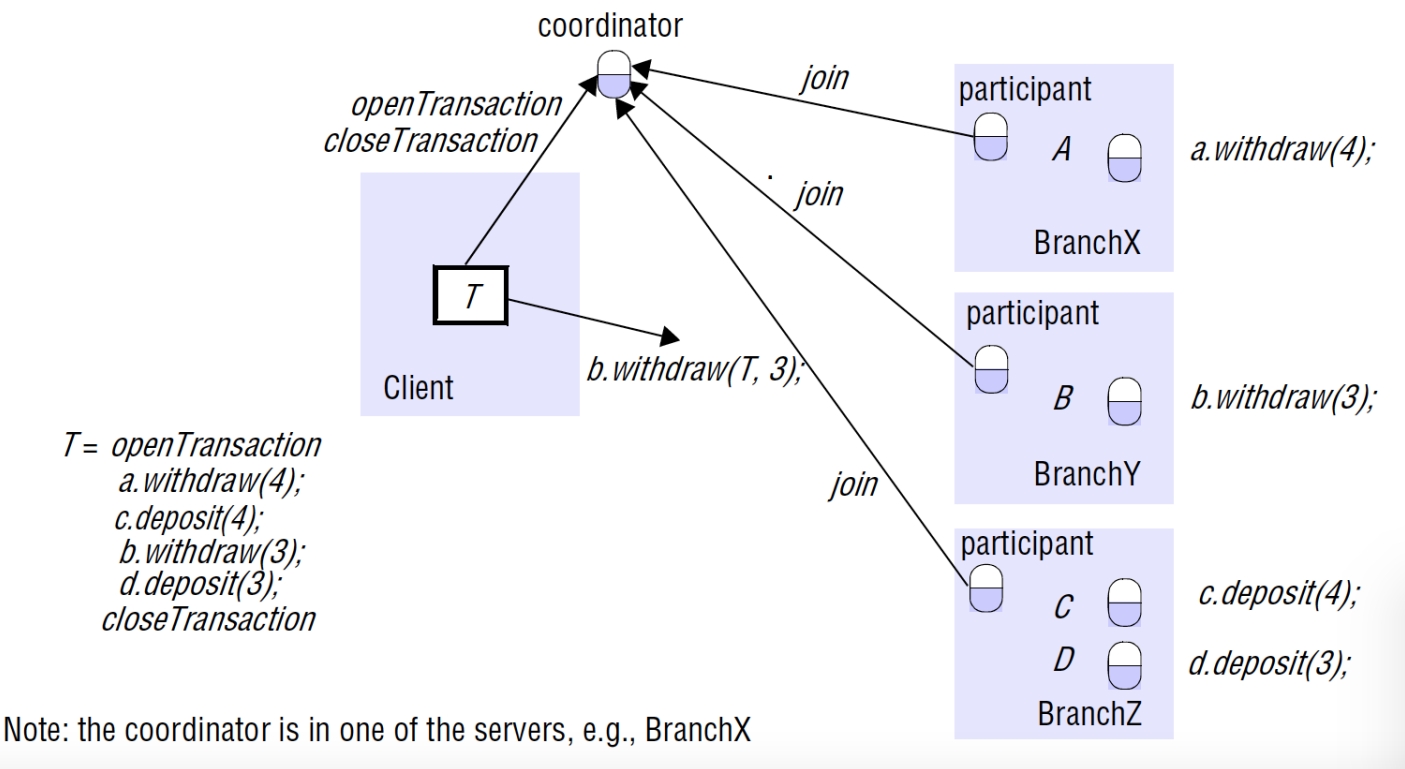 coordinator
join
participant
openTransaction
closeTransaction
A
a.withdraw(4);
join
BranchX
T
participant
b.withdraw(T, 3);
Client
B
b.withdraw(3);
T = openTransaction
a.withdraw(4);
c.deposit(4);
b.withdraw(3);
d.deposit(3);
closeTransaction
BranchY
join
participant
C
c.deposit(4);
D
d.deposit(3);
BranchZ
Note: the coordinator is in one of the servers, e.g., BranchX